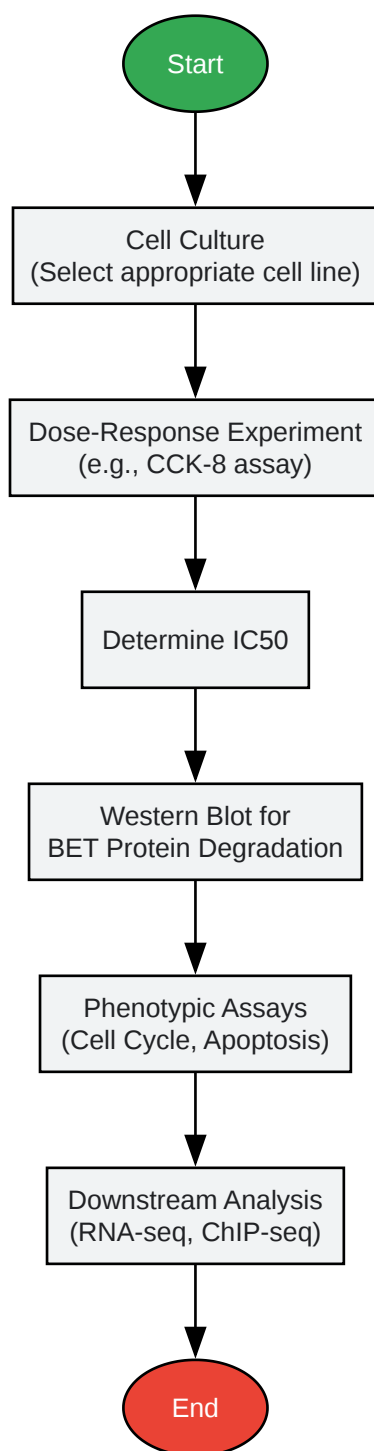 Start
Cell Culture
(Select appropriate cell line)
Dose-Response Experiment
(e.g., CCK-8 assay)
Determine IC50
Western Blot for
BET Protein Degradation
Phenotypic Assays
(Cell Cycle, Apoptosis)
Downstream Analysis
(RNA-seq, ChIP-seq)
End